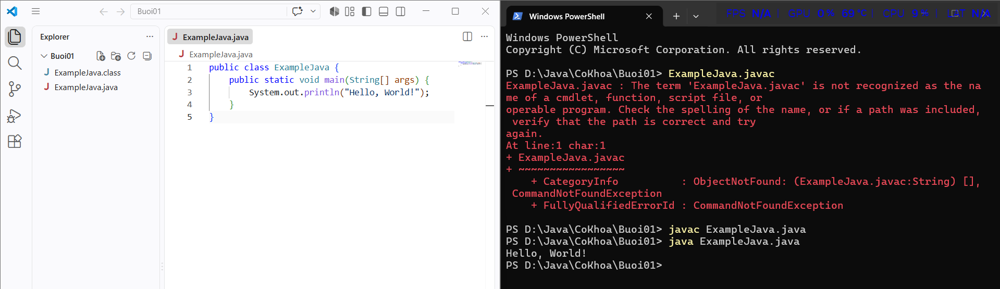 Buoi01
Explorer
Buoi01
ExampleJava.class
ExampleJava.java
ExampleJava.java
ExampleJava.java
1 public class ExampleJava {
2 public static void main(String[] args) {
3 System.out.println("Hello, World!");
4 }
5 }
Windows PowerShell
FPS N/A | GPU 0% 69°C | CPU 9% | LAT N/A
Windows PowerShell
Copyright (C) Microsoft Corporation. All rights reserved.
PS D:\Java\CoKhoa\Buoi01> ExampleJava.javac
ExampleJava.javac : The term 'ExampleJava.javac' is not recognized as the na
me of a cmdlet, function, script file, or
operable program. Check the spelling of the name, or if a path was included,
verify that the path is correct and try
again.
At line:1 char:1
+ ExampleJava.javac
+ ~~~~~~~~~~~~~~~~~
+ CategoryInfo : ObjectNotFound: (ExampleJava.javac:String) [],
CommandNotFoundException
+ FullyQualifiedErrorId : CommandNotFoundException
PS D:\Java\CoKhoa\Buoi01> javac ExampleJava.java
PS D:\Java\CoKhoa\Buoi01> java ExampleJava.java
Hello, World!
PS D:\Java\CoKhoa\Buoi01>